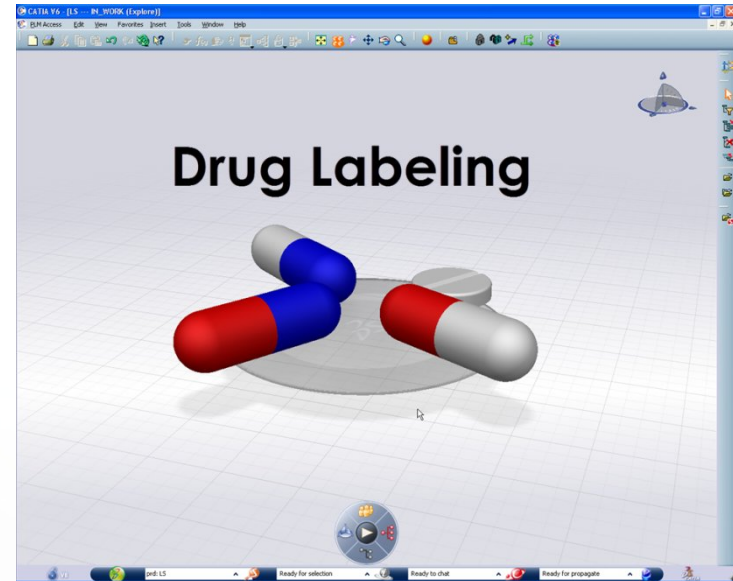 CATIA V6 - [LS --- IN_WORK (Explore)]
PLM Access Edit View Favorites Insert Tools Window Help
Drug Labeling
prd: LS Ready for selection Ready to chat Ready for propagate